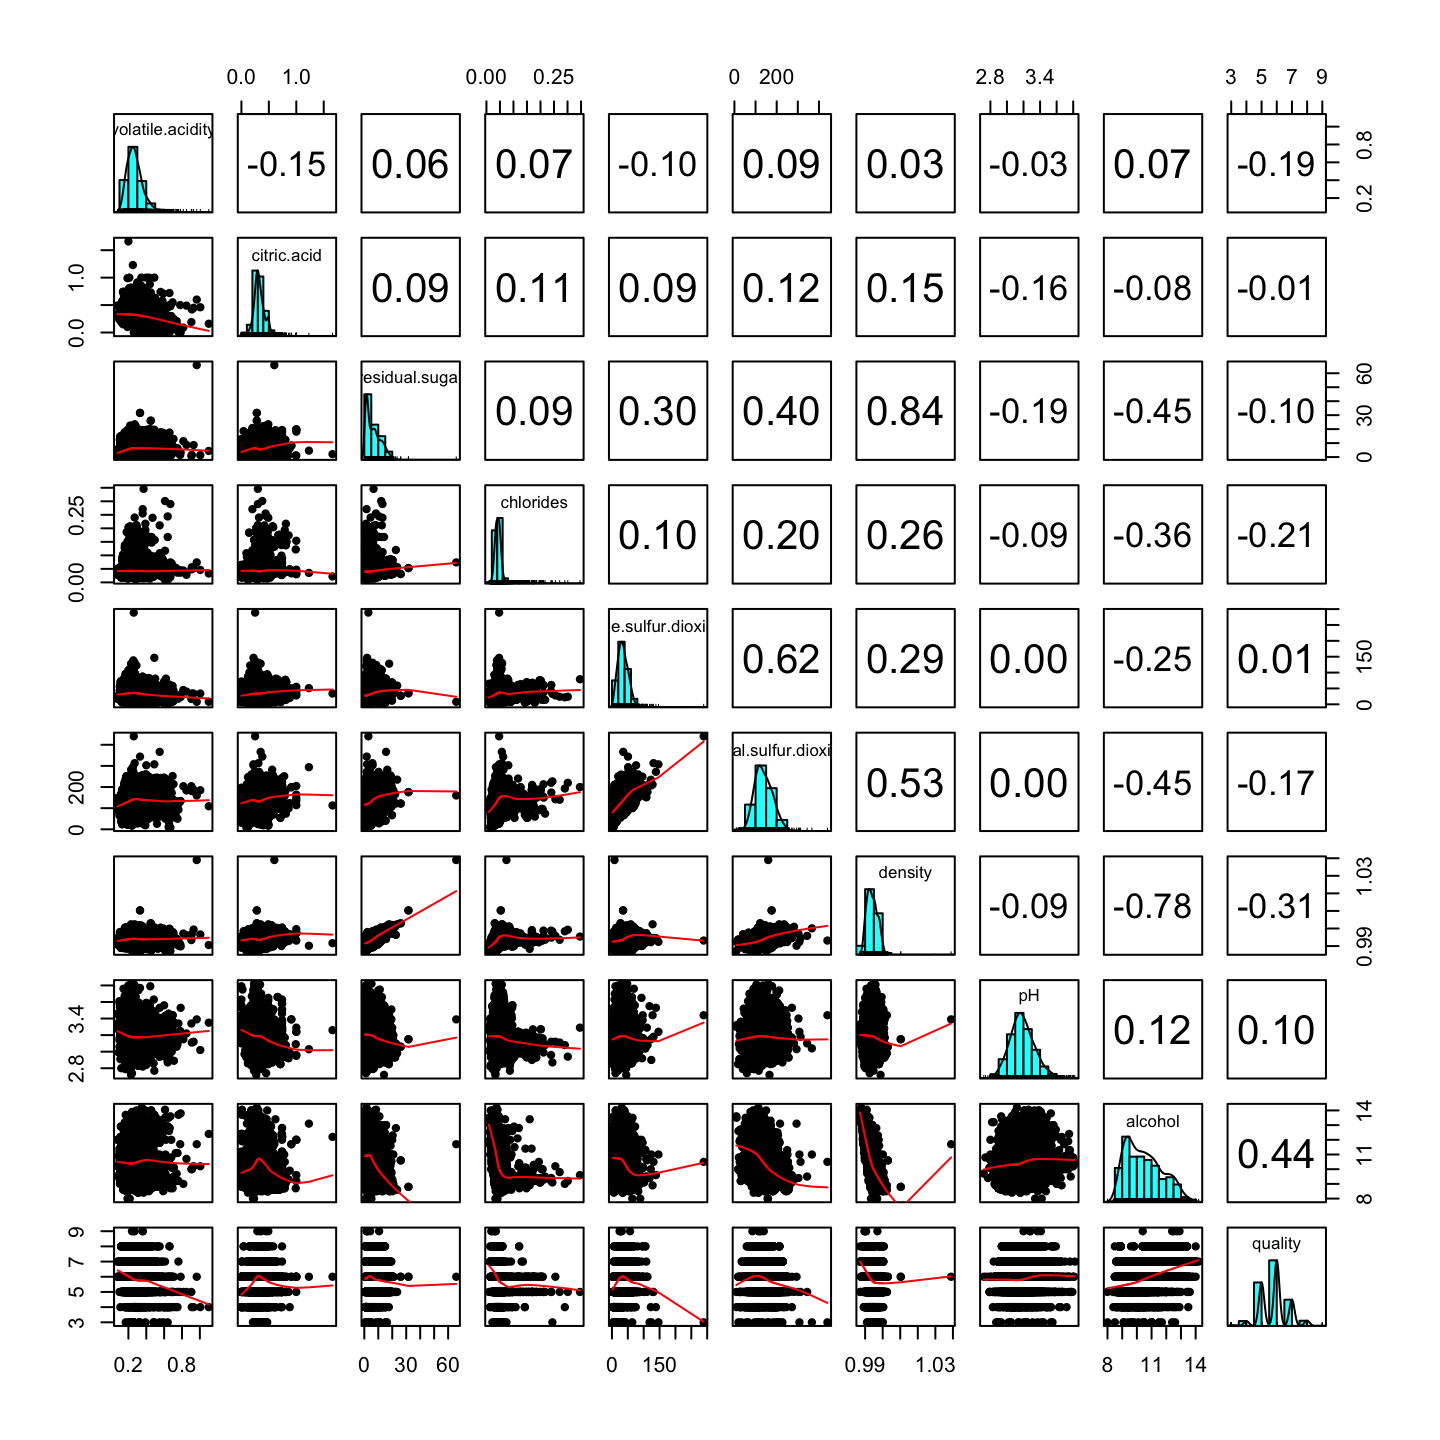 0.0 1.0 0.00 0.25 0 200 2.8 3.4 3 5 7 9
volatile.acidity -0.15 0.06 0.07 -0.10 0.09 0.03 -0.03 0.07 -0.19 0.2 0.8
0.0 1.0 citric.acid 0.09 0.11 0.09 0.12 0.15 -0.16 -0.08 -0.01
residual.suga 0.09 0.30 0.40 0.84 -0.19 -0.45 -0.10 0 30 60
0.00 0.25 chlorides 0.10 0.20 0.26 -0.09 -0.36 -0.21
e.sulfur.dioxi 0.62 0.29 0.00 -0.25 0.01 0 150
0 200 al.sulfur.dioxi 0.53 0.00 -0.45 -0.17
density -0.09 -0.78 -0.31 0.99 1.03
2.8 3.4 pH 0.12 0.10
alcohol 0.44 8 11 14
3 5 7 9 quality
0.2 0.8 0 30 60 0 150 0.99 1.03 8 11 14